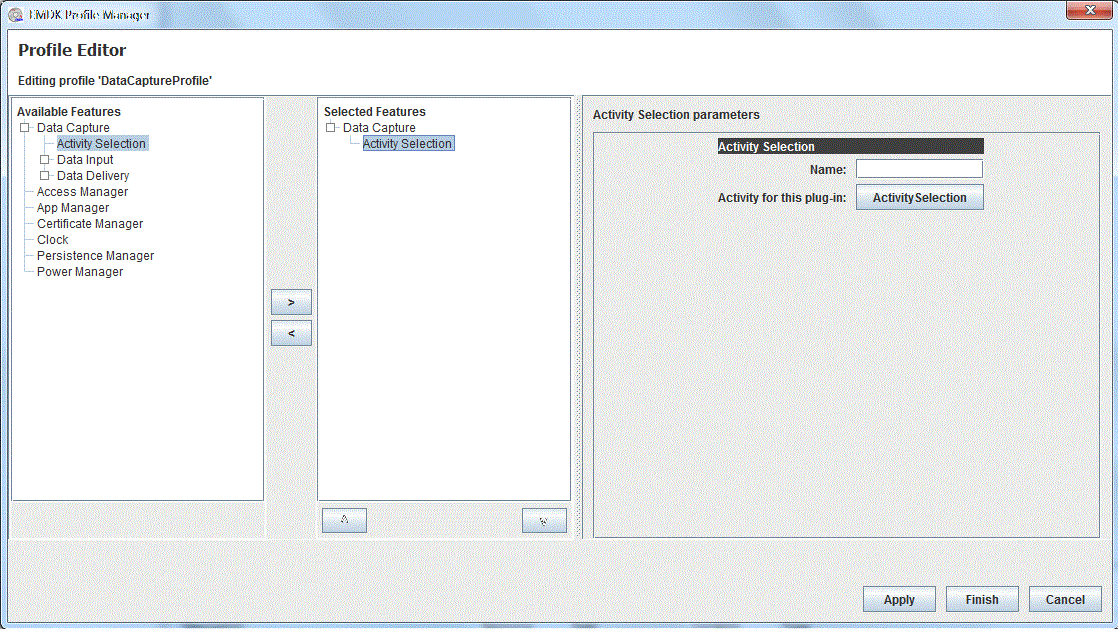 EMDK Profile Manager
Profile Editor
Editing profile 'DataCaptureProfile'
Available Features
Data Capture
Activity Selection
Data Input
Data Delivery
Access Manager
App Manager
Certificate Manager
Clock
Persistence Manager
Power Manager
>
<
Selected Features
Data Capture
Activity Selection
Activity Selection parameters
Activity Selection
Name:
Activity for this plug-in: ActivitySelection
Apply Finish Cancel